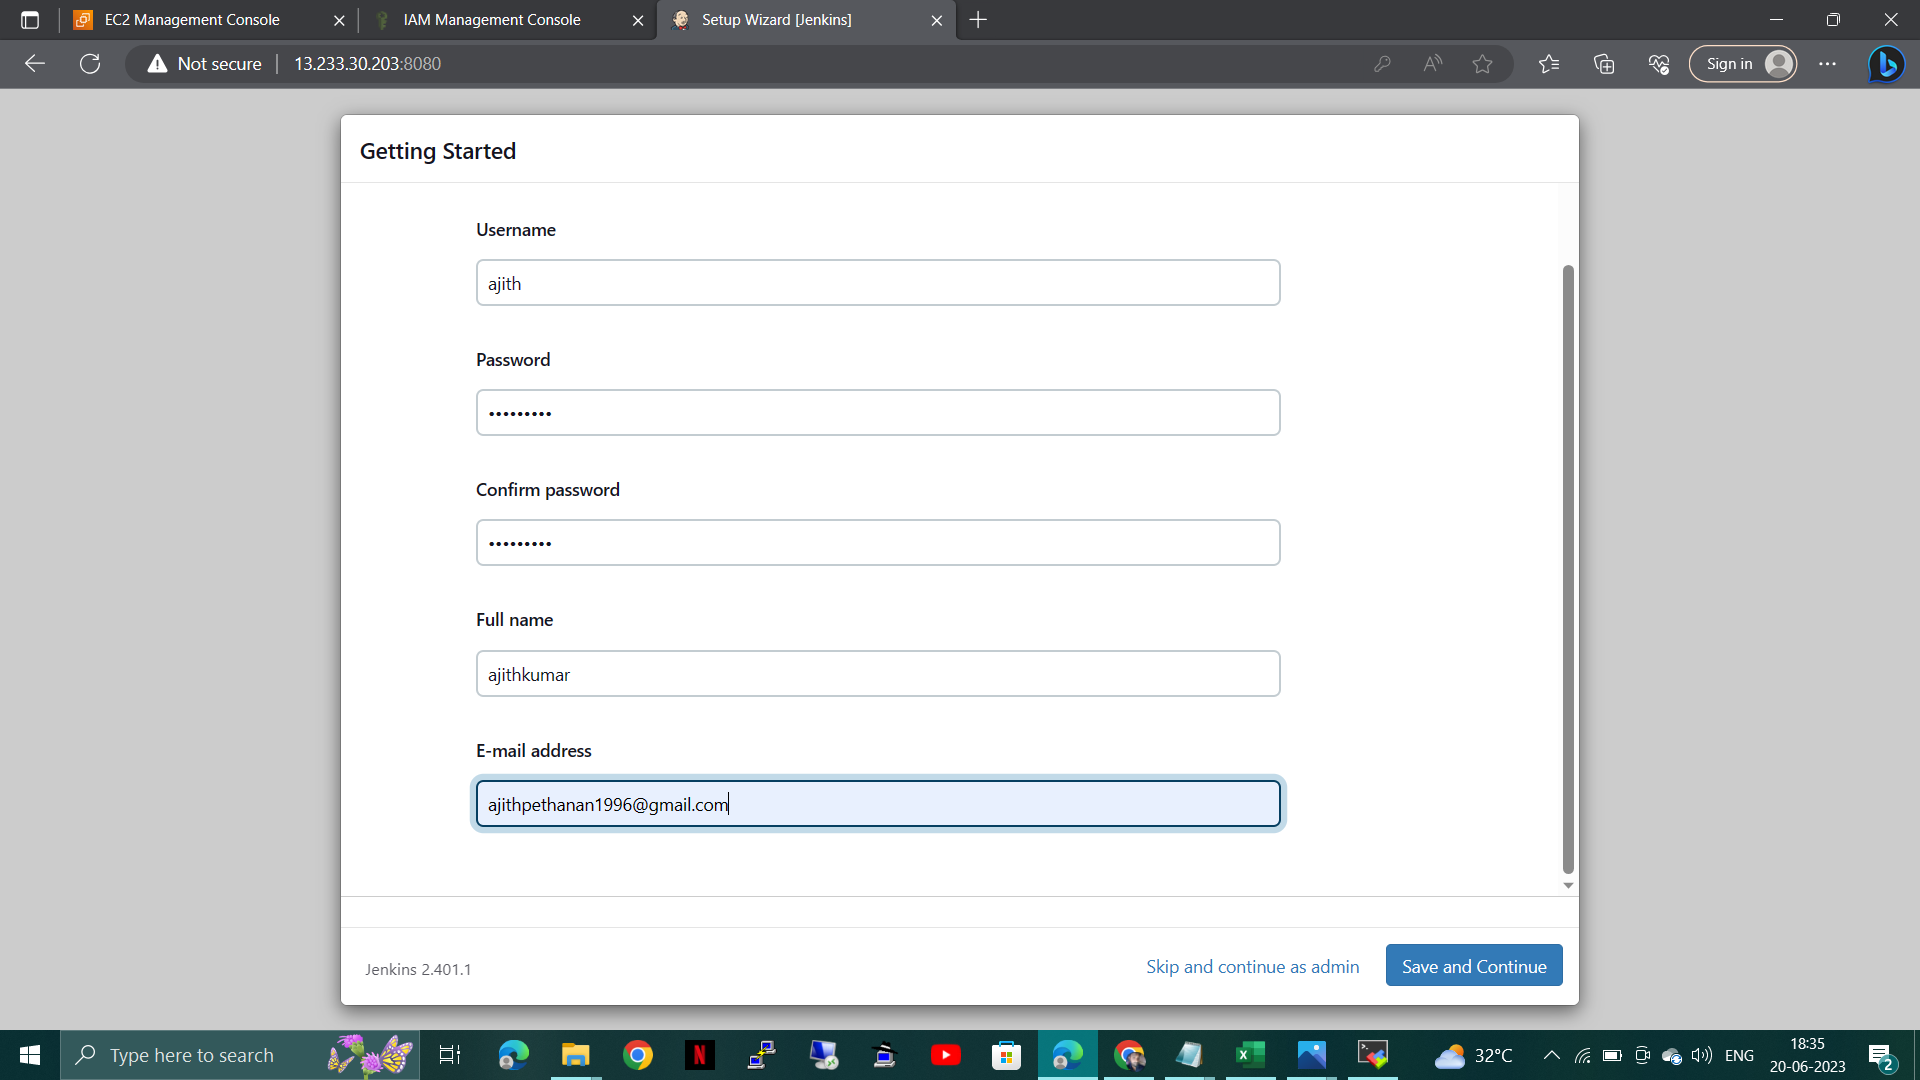 EC2 Management Console
IAM Management Console
Setup Wizard [Jenkins]
Not secure
13.233.30.203:8080
Sign in
Getting Started
Username
ajith
Password
•••••••••
Confirm password
•••••••••
Full name
ajithkumar
E-mail address
ajithpethanan1996@gmail.com
Jenkins 2.401.1
Skip and continue as admin
Save and Continue
Type here to search
32°C
ENG
18:35
20-06-2023
2